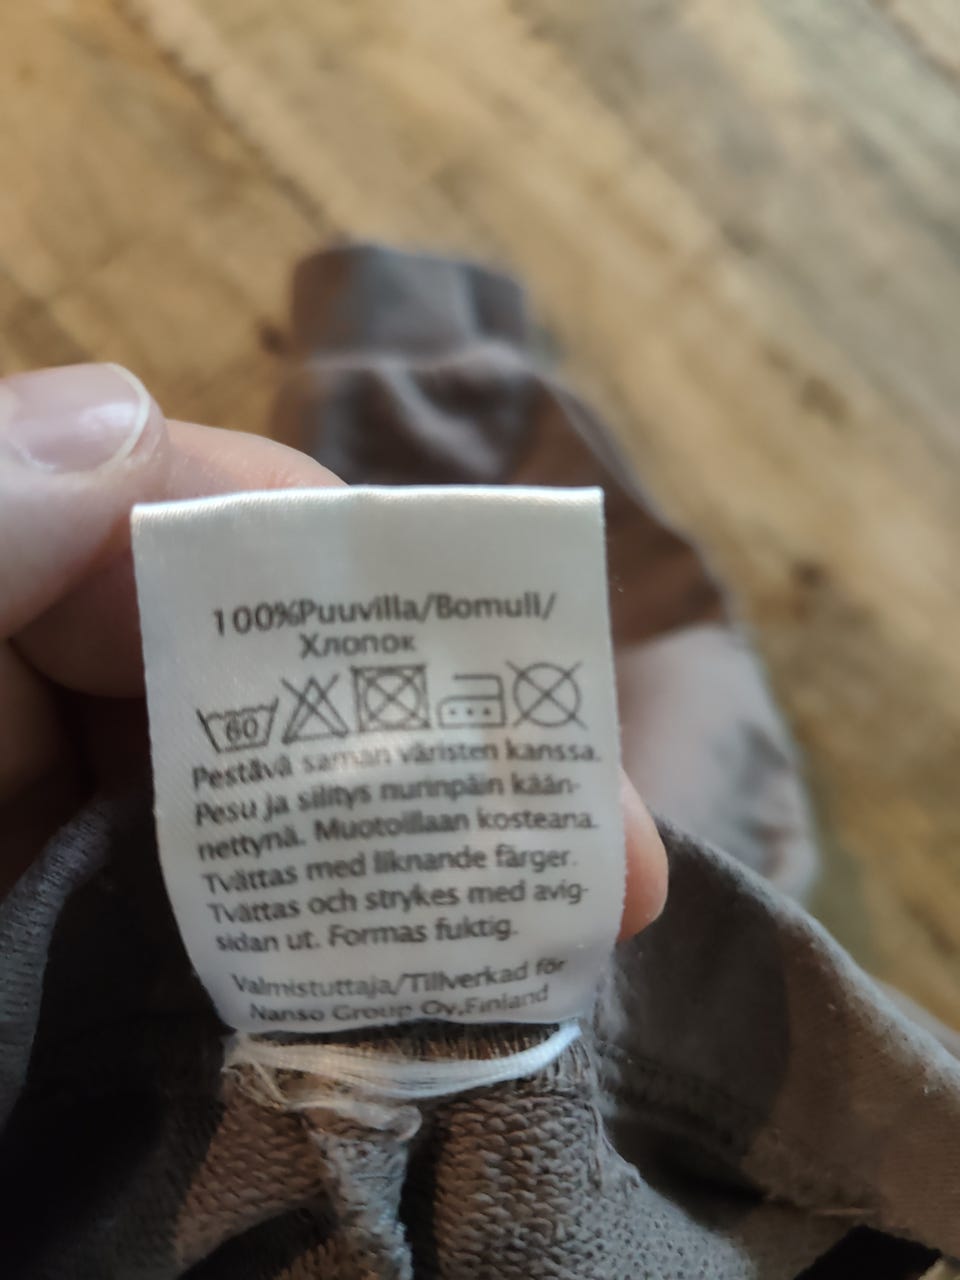 100%Puuvilla/Bomull/
Хлопок
60
Pestävä saman väristen kanssa.
Pesu ja silitys nurinpäin kään-
nettynä. Muotoillaan kosteana.
Tvättas med liknande färger.
Tvättas och strykes med avig-
sidan ut. Formas fuktig.
Valmistuttaja/Tillverkad för
Nanso Group Oy,Finland